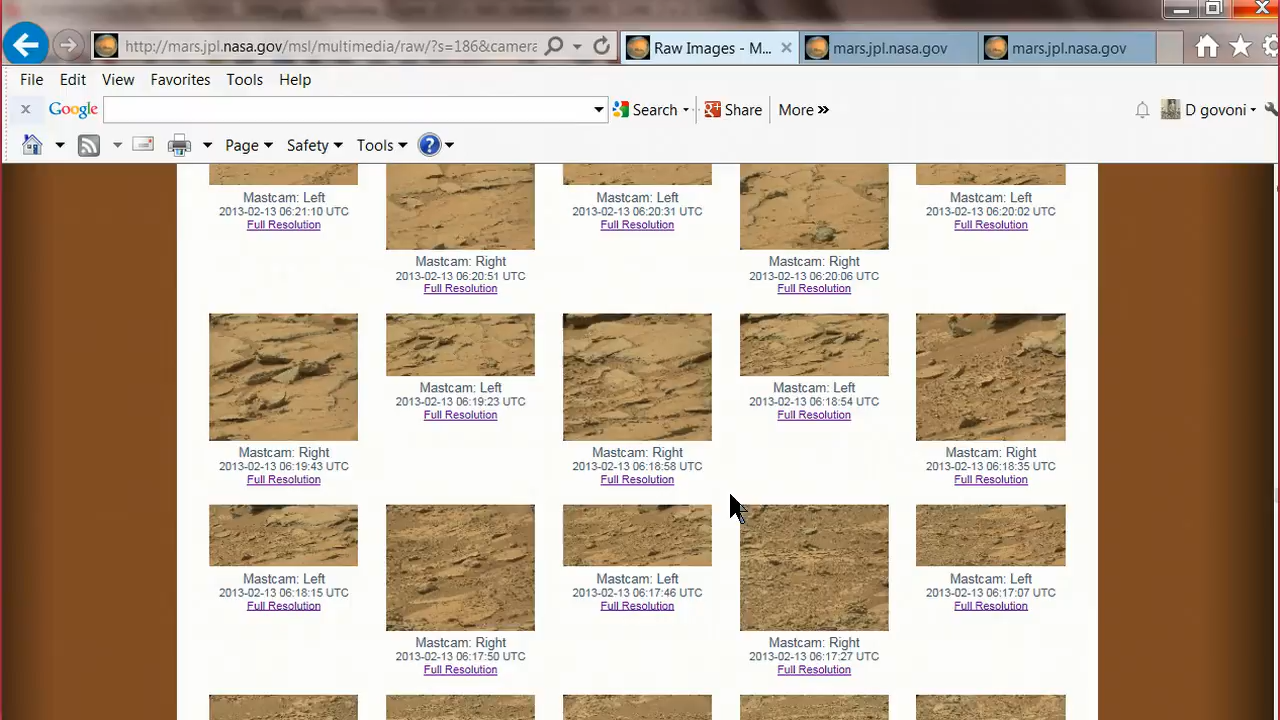 http://mars.jpl.nasa.gov/msl/multimedia/raw/?s=186&camera
Raw Images - M...
mars.jpl.nasa.gov
mars.jpl.nasa.gov
File Edit View Favorites Tools Help
Google Search Share More »
D govoni
Page Safety Tools
Mastcam: Left Mastcam: Left Mastcam: Left
2013-02-13 06:21:10 UTC 2013-02-13 06:20:31 UTC 2013-02-13 06:20:02 UTC
Full Resolution Full Resolution Full Resolution
Mastcam: Right Mastcam: Right
2013-02-13 06:20:51 UTC 2013-02-13 06:20:06 UTC
Full Resolution Full Resolution
Mastcam: Left Mastcam: Left
2013-02-13 06:19:23 UTC 2013-02-13 06:18:54 UTC
Full Resolution Full Resolution
Mastcam: Right Mastcam: Right Mastcam: Right
2013-02-13 06:19:43 UTC 2013-02-13 06:18:58 UTC 2013-02-13 06:18:35 UTC
Full Resolution Full Resolution Full Resolution
Mastcam: Left Mastcam: Left Mastcam: Left
2013-02-13 06:18:15 UTC 2013-02-13 06:17:46 UTC 2013-02-13 06:17:07 UTC
Full Resolution Full Resolution Full Resolution
Mastcam: Right Mastcam: Right
2013-02-13 06:17:50 UTC 2013-02-13 06:17:27 UTC
Full Resolution Full Resolution